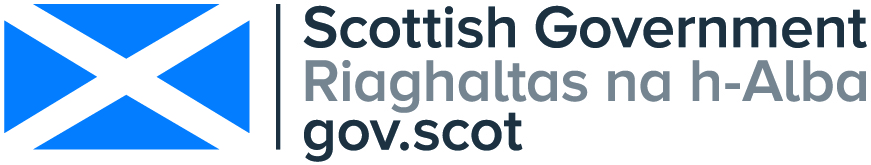 Scottish Government
Riaghaltas na h-Alba
gov.scot